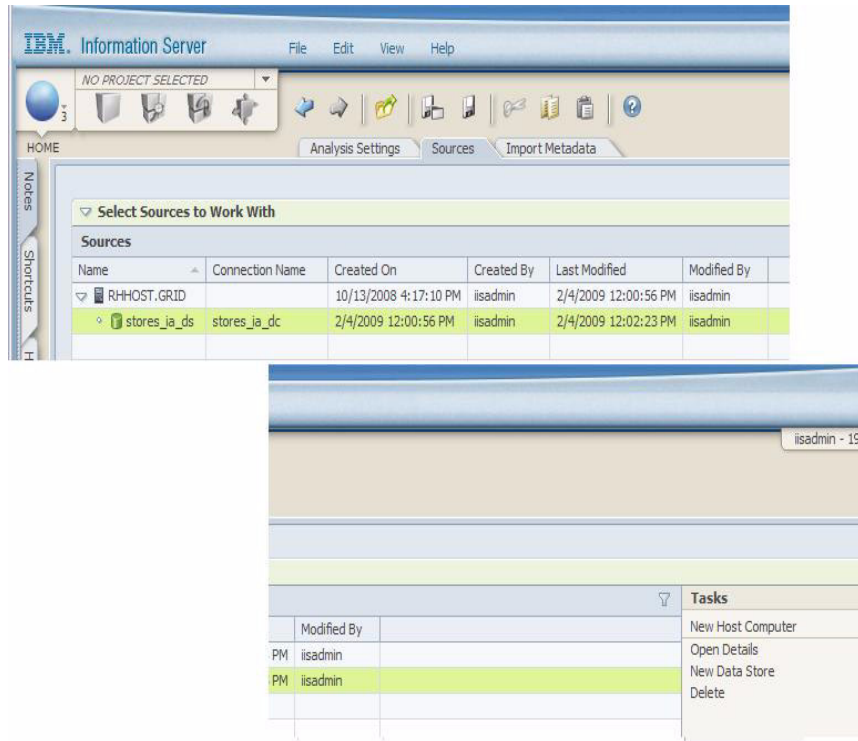 IBM. Information Server File Edit View Help
NO PROJECT SELECTED
3
HOME
Analysis Settings Sources Import Metadata
Notes
Shortcuts
H
Select Sources to Work With
Sources
Name Connection Name Created On Created By Last Modified Modified By
RHHOST.GRID 10/13/2008 4:17:10 PM iisadmin 2/4/2009 12:00:56 PM iisadmin
stores_ia_ds stores_ia_dc 2/4/2009 12:00:56 PM iisadmin 2/4/2009 12:02:23 PM iisadmin
iisadmin - 19
Tasks
Modified By New Host Computer
PM iisadmin Open Details
New Data Store
PM iisadmin
Delete